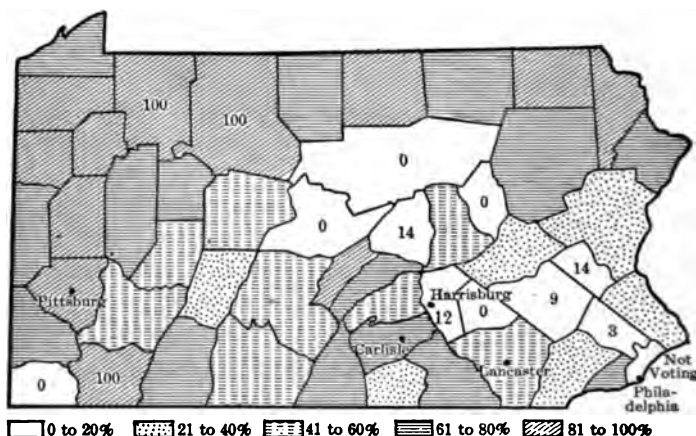 100
100
0
0
0
14
14
Harrisburg
9
Pittsburg
12
0
3
Carlisle
Lancaster
Not
Voting
0
100
Phila-
delphia
0 to 20% 21 to 40% 41 to 60% 61 to 80% 81 to 100%